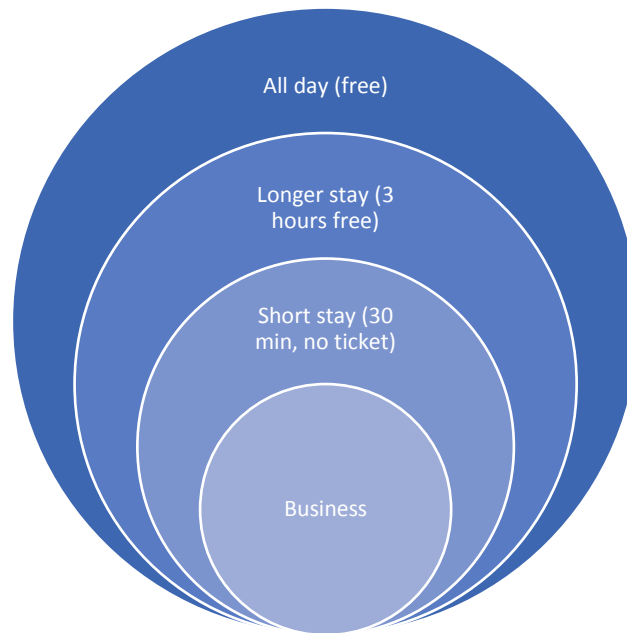 All day (free)
Longer stay (3
hours free)
Short stay (30
min, no ticket)
Business